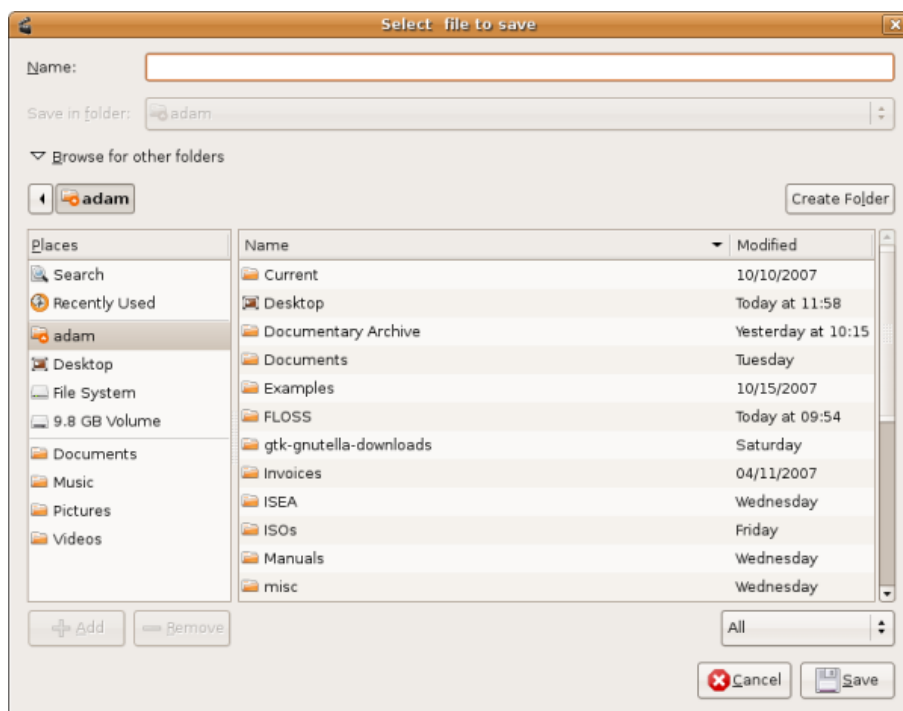 Select file to save
Name:
Save in folder: adam
Browse for other folders
adam
Create Folder
Places
Search
Recently Used
adam
Desktop
File System
9.8 GB Volume
Documents
Music
Pictures
Videos
Name Modified
Current 10/10/2007
Desktop Today at 11:58
Documentary Archive Yesterday at 10:15
Documents Tuesday
Examples 10/15/2007
FLOSS Today at 09:54
gtk-gnutella-downloads Saturday
Invoices 04/11/2007
ISEA Wednesday
ISOs Friday
Manuals Wednesday
misc Wednesday
Add Remove
All
Cancel Save